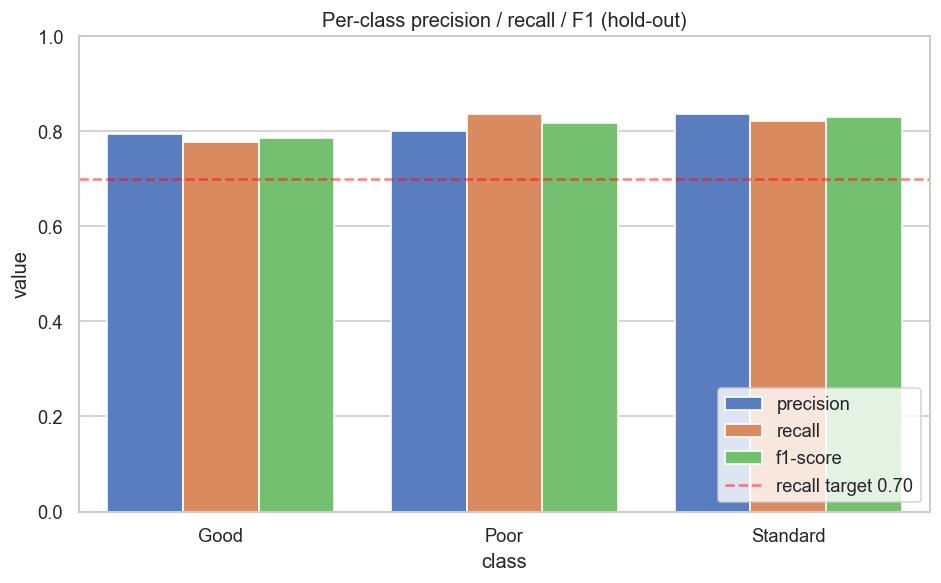 Per-class precision / recall / F1 (hold-out)
1.0
0.8
0.6
0.4
0.2
0.0
value
Good
Poor
Standard
class
precision
recall
f1-score
recall target 0.70